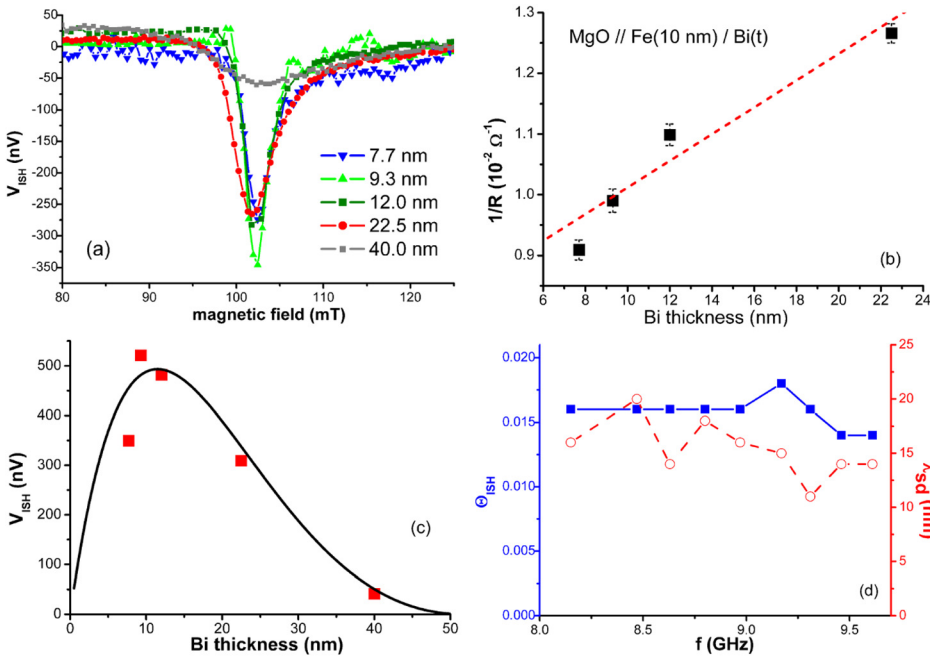 50
0
-50
-100
-150
-200
-250
-300
-350
V_ISH (nV)
7.7 nm
9.3 nm
12.0 nm
22.5 nm
40.0 nm
(a)
80 90 100 110 120
magnetic field (mT)
1.3
1.2
1.1
1.0
0.9
1/R (10⁻² Ω⁻¹)
MgO // Fe(10 nm) / Bi(t)
(b)
6 8 10 12 14 16 18 20 22 24
Bi thickness (nm)
500
400
300
200
100
0
V_ISH (nV)
(c)
0 10 20 30 40 50
Bi thickness (nm)
0.020
0.015
0.010
0.005
0.000
Θ_ISH
25
20
15
10
5
0
λ_sd (nm)
(d)
8.0 8.5 9.0 9.5
f (GHz)